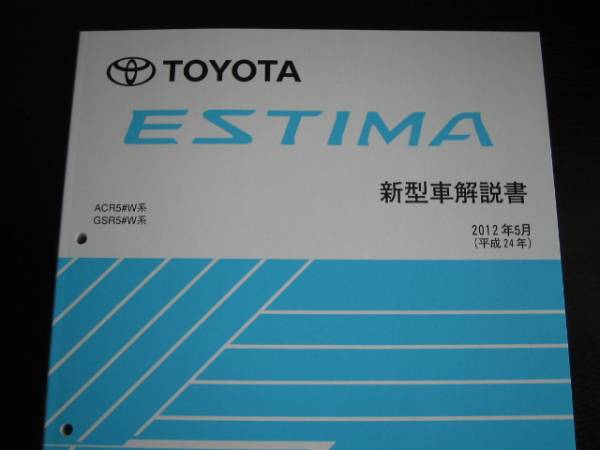 TOYOTA
ESTIMA
新型車解説書
ACR5#W系
GSR5#W系
2012年5月
(平成24年)